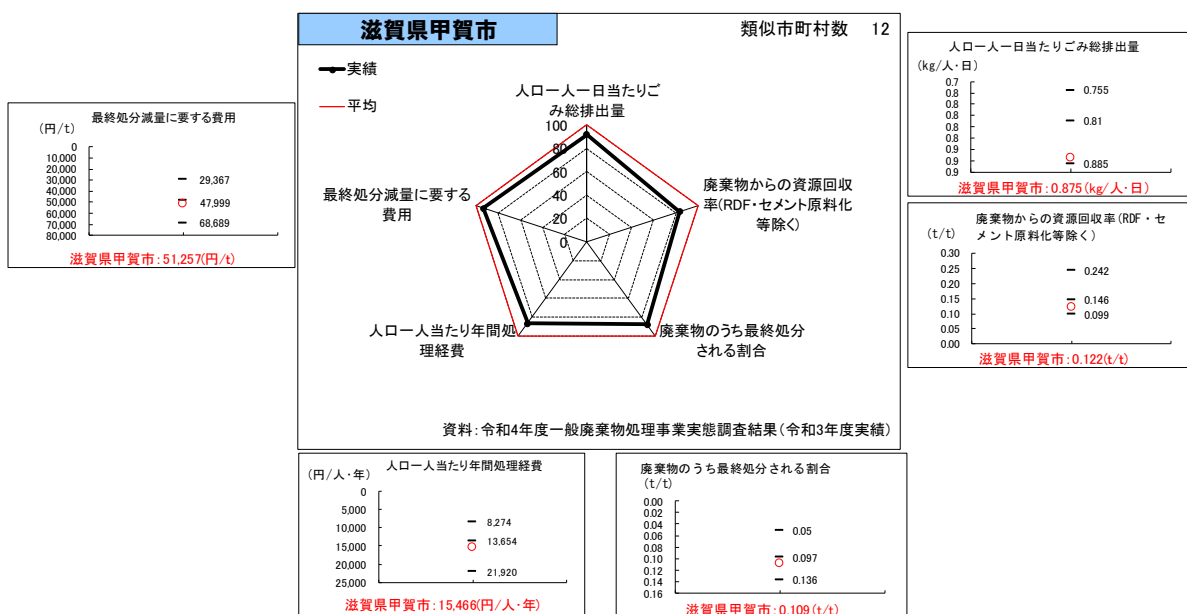 滋賀県甲賀市
類似市町村数 12
実績
平均
人口一人一日当たりご
み総排出量
廃棄物からの資源回収
率(RDF・セメント原料化
等除く)
廃棄物のうち最終処分
される割合
人口一人当たり年間処
理経費
最終処分減量に要する
費用
100
80
60
40
20
0
資料:令和4年度一般廃棄物処理事業実態調査結果(令和3年度実績)
最終処分減量に要する費用
(円/t)
0
10,000
20,000
30,000
40,000
50,000
60,000
70,000
80,000
29,367
47,999
68,689
滋賀県甲賀市:51,257(円/t)
人口一人一日当たりごみ総排出量
(kg/人・日)
0.7
0.8
0.8
0.8
0.8
0.8
0.9
0.9
0.9
0.755
0.81
0.885
滋賀県甲賀市:0.875(kg/人・日)
廃棄物からの資源回収率(RDF・セ
メント原料化等除く)
(t/t)
0.30
0.25
0.20
0.15
0.10
0.05
0.00
0.242
0.146
0.099
滋賀県甲賀市:0.122(t/t)
人口一人当たり年間処理経費
(円/人・年)
0
5,000
10,000
15,000
20,000
25,000
8,274
13,654
21,920
滋賀県甲賀市:15,466(円/人・年)
廃棄物のうち最終処分される割合
(t/t)
0.00
0.02
0.04
0.06
0.08
0.10
0.12
0.14
0.16
0.05
0.097
0.136
滋賀県甲賀市:0.109(t/t)